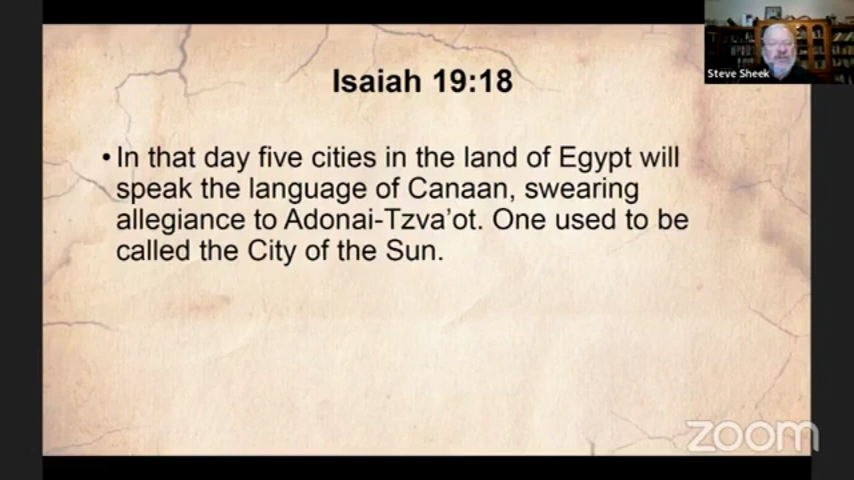 Isaiah 19:18
Steve Sheek
• In that day five cities in the land of Egypt will
speak the language of Canaan, swearing
allegiance to Adonai-Tzva’ot. One used to be
called the City of the Sun.
zoom